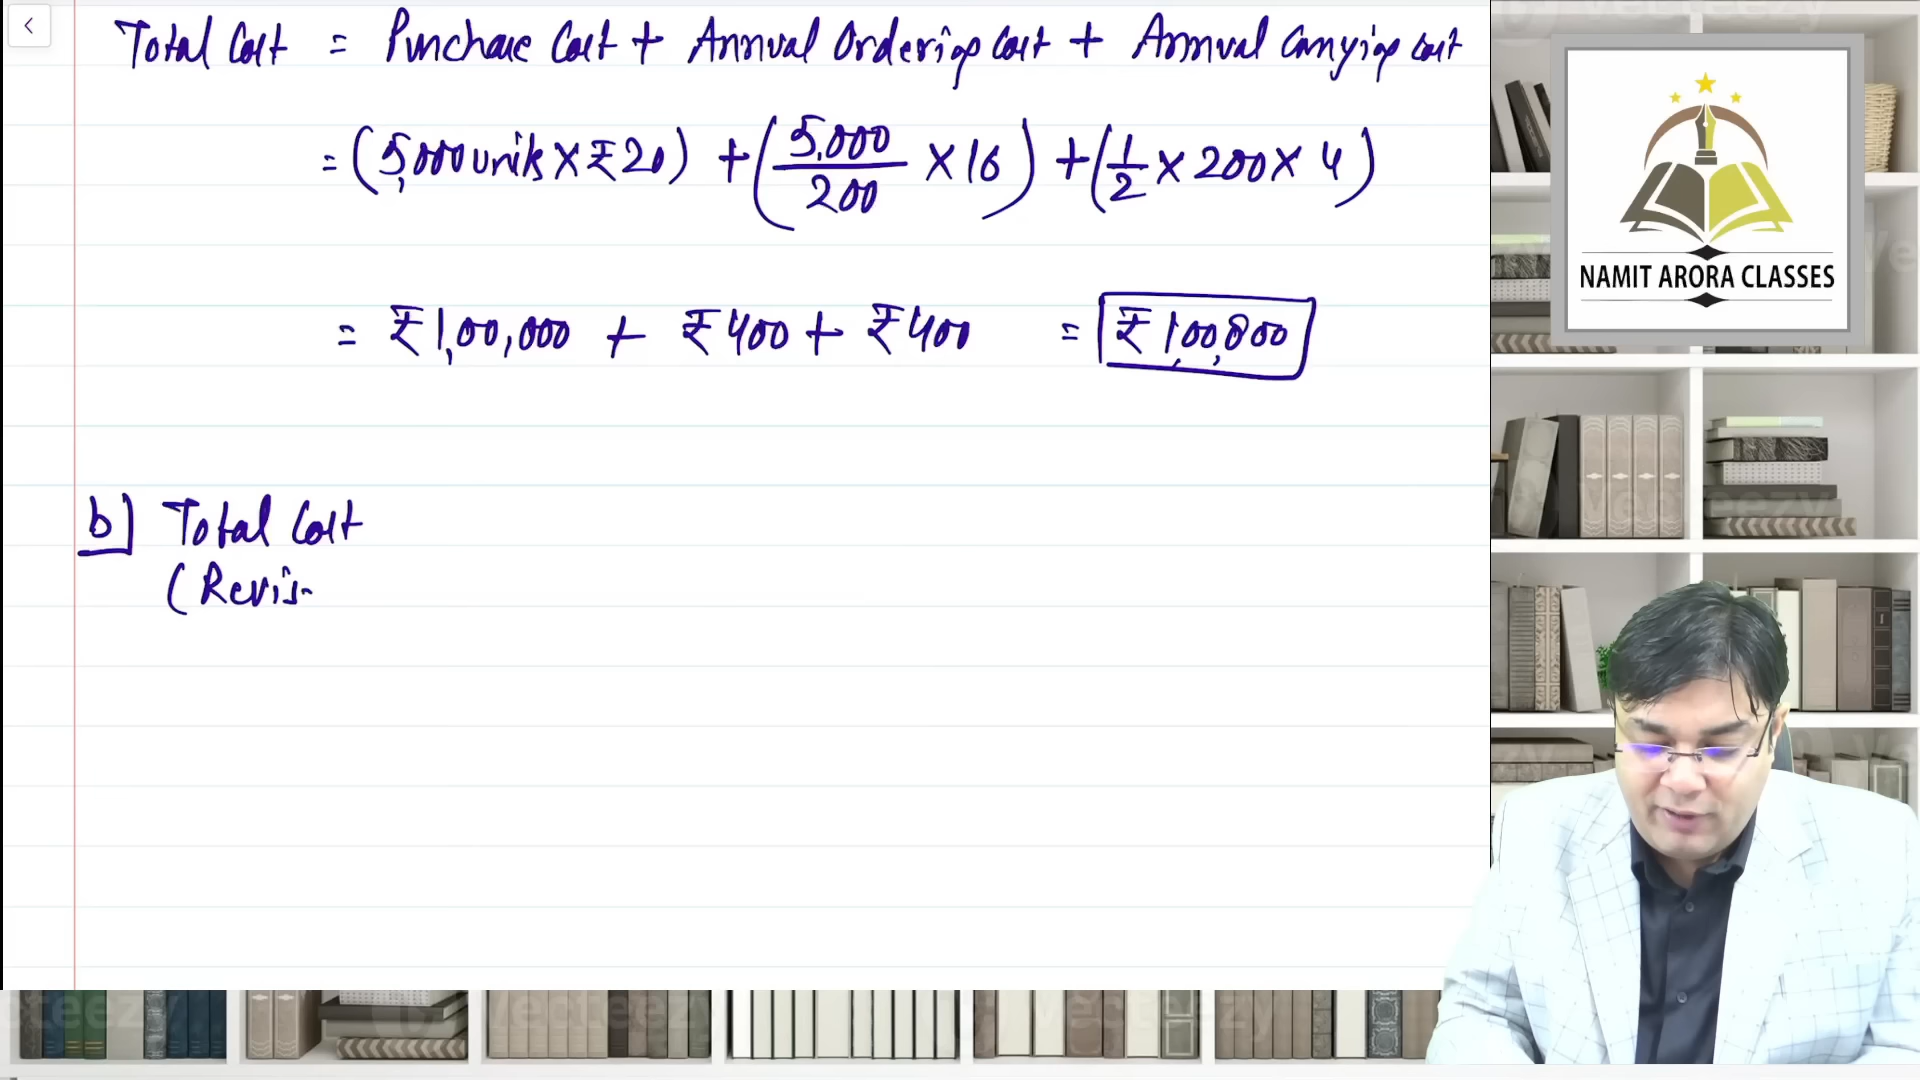 Total Cost = Purchase Cost + Annual Ordering Cost + Annual Carrying cost
= (5,000 units × ₹20) + (5,000/200 × 16) + (1/2 × 200 × 4)
= ₹1,00,000 + ₹400 + ₹400 = ₹1,00,800
b] Total Cost
(Revis
NAMIT ARORA CLASSES